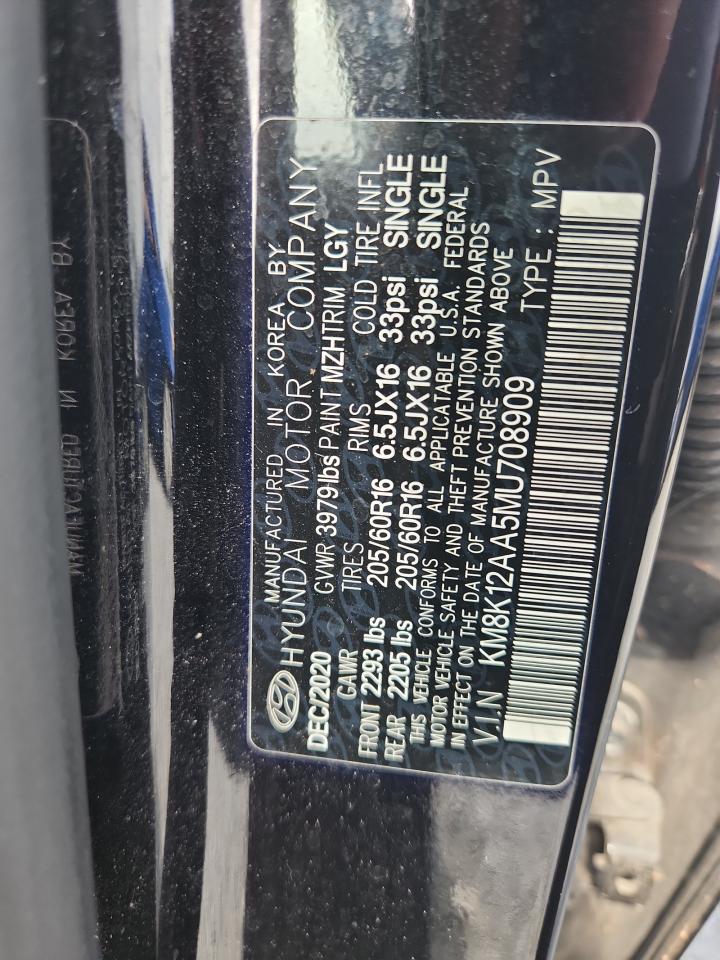 MANUFACTURED IN KOREA BY
HYUNDAI MOTOR COMPANY
DEC/2020 GVWR 3979lbs PAINT MZHTRIM LGY
GAWR TIRES RIMS COLD TIRE INFL
FRONT 2293 lbs 205/60R16 6.5JX16 33psi SINGLE
REAR 2205 lbs 205/60R16 6.5JX16 33psi SINGLE
THIS VEHICLE CONFORMS TO ALL APPLICABLE U.S.A. FEDERAL
MOTOR VEHICLE SAFETY AND THEFT PREVENTION STANDARDS
IN EFFECT ON THE DATE OF MANUFACTURE SHOWN ABOVE
V.I.N KM8K12AA5MU708909 TYPE : MPV